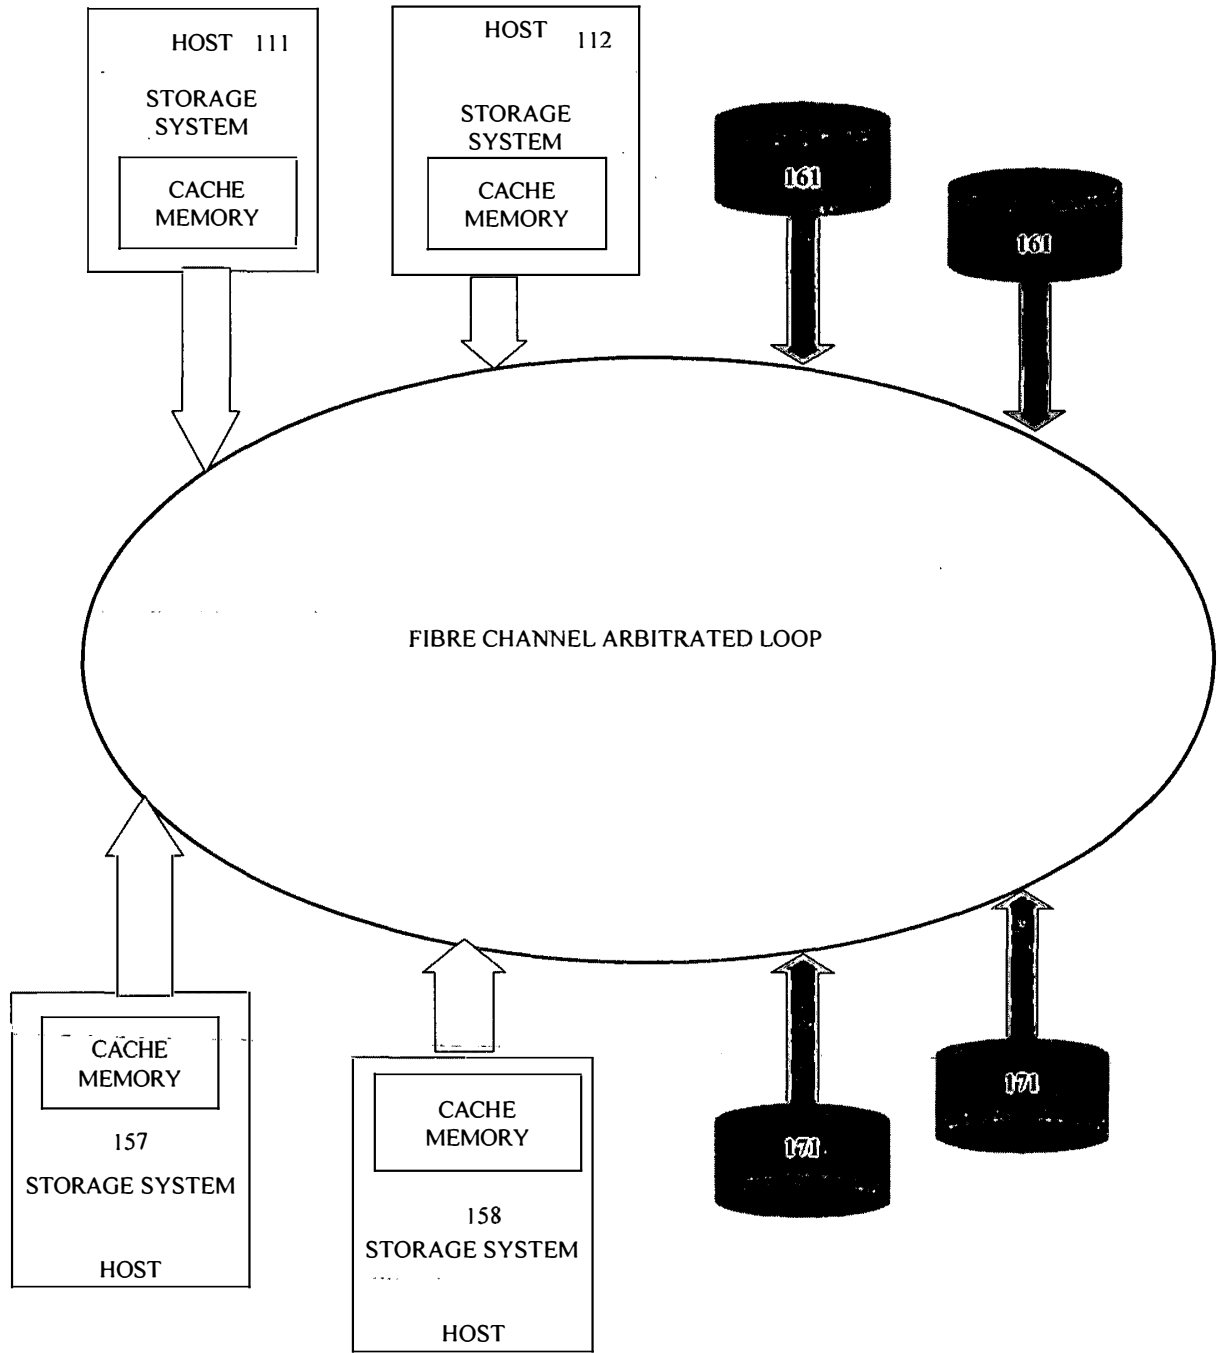 HOST 111
STORAGE
SYSTEM
CACHE
MEMORY
HOST 112
STORAGE
SYSTEM
CACHE
MEMORY
161
161
FIBRE CHANNEL ARBITRATED LOOP
CACHE
MEMORY
157
STORAGE SYSTEM
HOST
CACHE
MEMORY
158
STORAGE SYSTEM
HOST
171
171